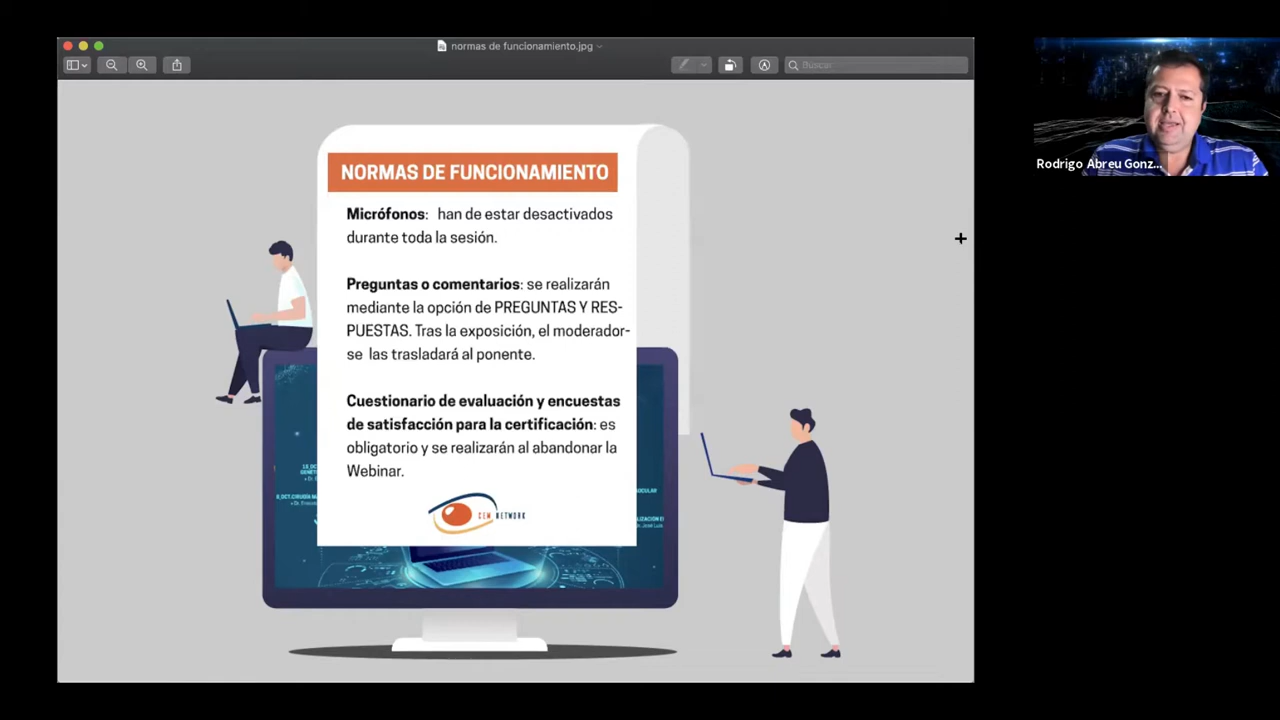 normas de funcionamiento.jpg
Buscar
NORMAS DE FUNCIONAMIENTO
Rodrigo Abreu Gonz...
Micrófonos: han de estar desactivados
durante toda la sesión.
Preguntas o comentarios: se realizarán
mediante la opción de PREGUNTAS Y RES-
PUESTAS. Tras la exposición, el moderador-
se las trasladará al ponente.
Cuestionario de evaluación y encuestas
de satisfacción para la certificación: es
obligatorio y se realizarán al abandonar la
Webinar.
CEM NETWORK